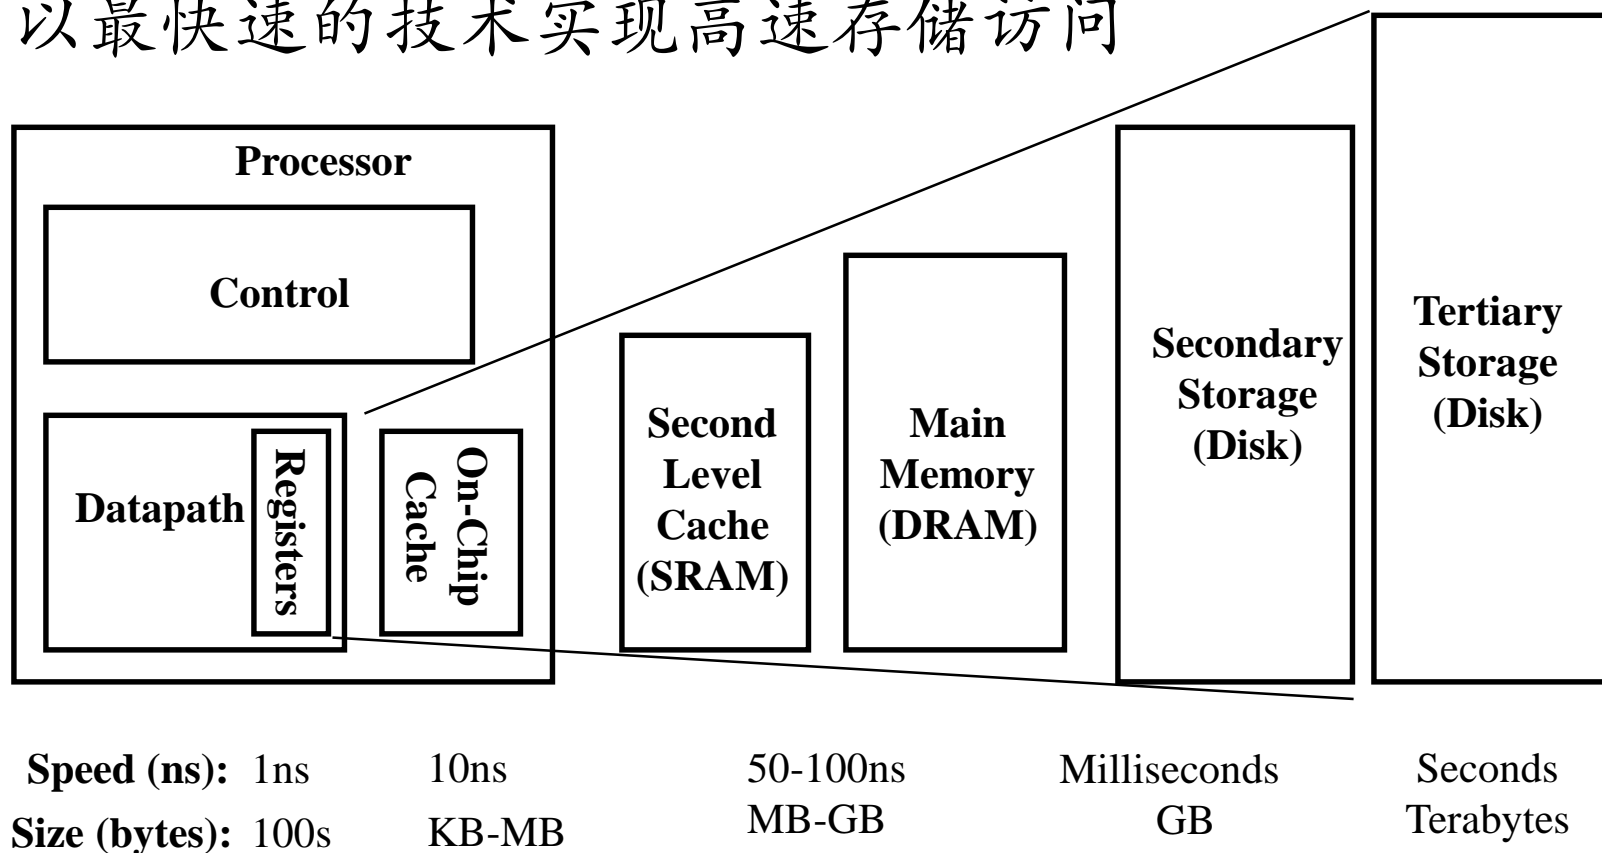 以最快速的技术实现高速存储访问
Processor
Control
Datapath
Registers
On-Chip
Cache
Second
Level
Cache
(SRAM)
Main
Memory
(DRAM)
Secondary
Storage
(Disk)
Tertiary
Storage
(Disk)
Speed (ns): 1ns 10ns 50-100ns Milliseconds Seconds
Size (bytes): 100s KB-MB MB-GB GB Terabytes